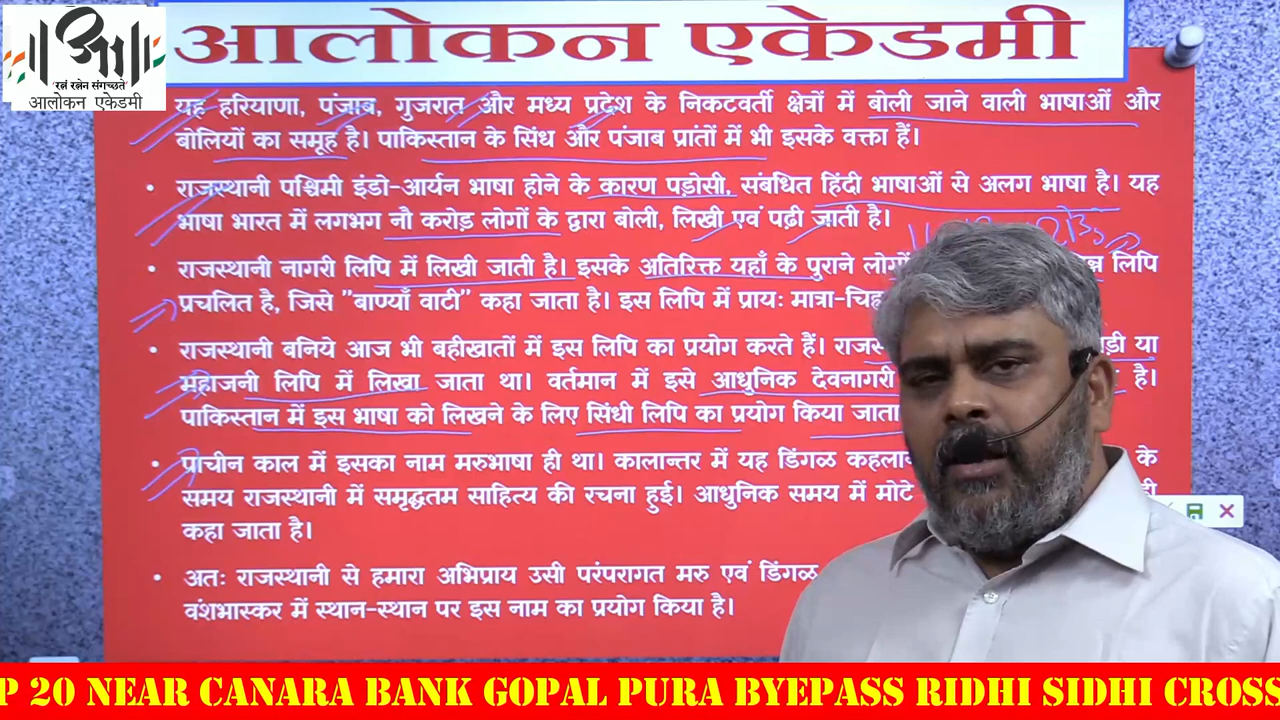 आलोकन एकेडमी
रत्नं रत्नेन संगच्छते
आलोकन एकेडमी
यह हरियाणा, पंजाब, गुजरात और मध्य प्रदेश के निकटवर्ती क्षेत्रों में बोली जाने वाली भाषाओं और
बोलियों का समूह है। पाकिस्तान के सिंध और पंजाब प्रांतों में भी इसके वक्ता हैं।
• राजस्थानी पश्चिमी इंडो-आर्यन भाषा होने के कारण पड़ोसी, संबधित हिंदी भाषाओं से अलग भाषा है। यह
भाषा भारत में लगभग नौ करोड़ लोगों के द्वारा बोली, लिखी एवं पढ़ी जाती है।
• राजस्थानी नागरी लिपि में लिखी जाती है। इसके अतिरिक्त यहाँ के पुराने लिपि
प्रचलित है, जिसे "बाण्याँ वाटी" कहा जाता है। इस लिपि में प्रायः
• राजस्थानी बनिये आज भी बहीखातों में इस लिपि का प्रयोग करते हैं। या
महाजनी लिपि में लिखा जाता था। वर्तमान में इसे आधुनिक देवनागरी है।
पाकिस्तान में इस भाषा को लिखने के लिए सिंधी लिपि का प्रयोग किया जाता
• प्राचीन काल में इसका नाम मरुभाषा ही था। कालान्तर में यह डिंगळ के
समय राजस्थानी में समृद्धतम साहित्य की रचना हुई। आधुनिक समय में मोटे
कहा जाता है।
• अतः राजस्थानी से हमारा अभिप्राय उसी परंपरागत मरु एवं डिंगळ
वंशभास्कर में स्थान-स्थान पर इस नाम का प्रयोग किया है।
P 20 NEAR CANARA BANK GOPAL PURA BYEPASS RIDHI SIDHI CROSS